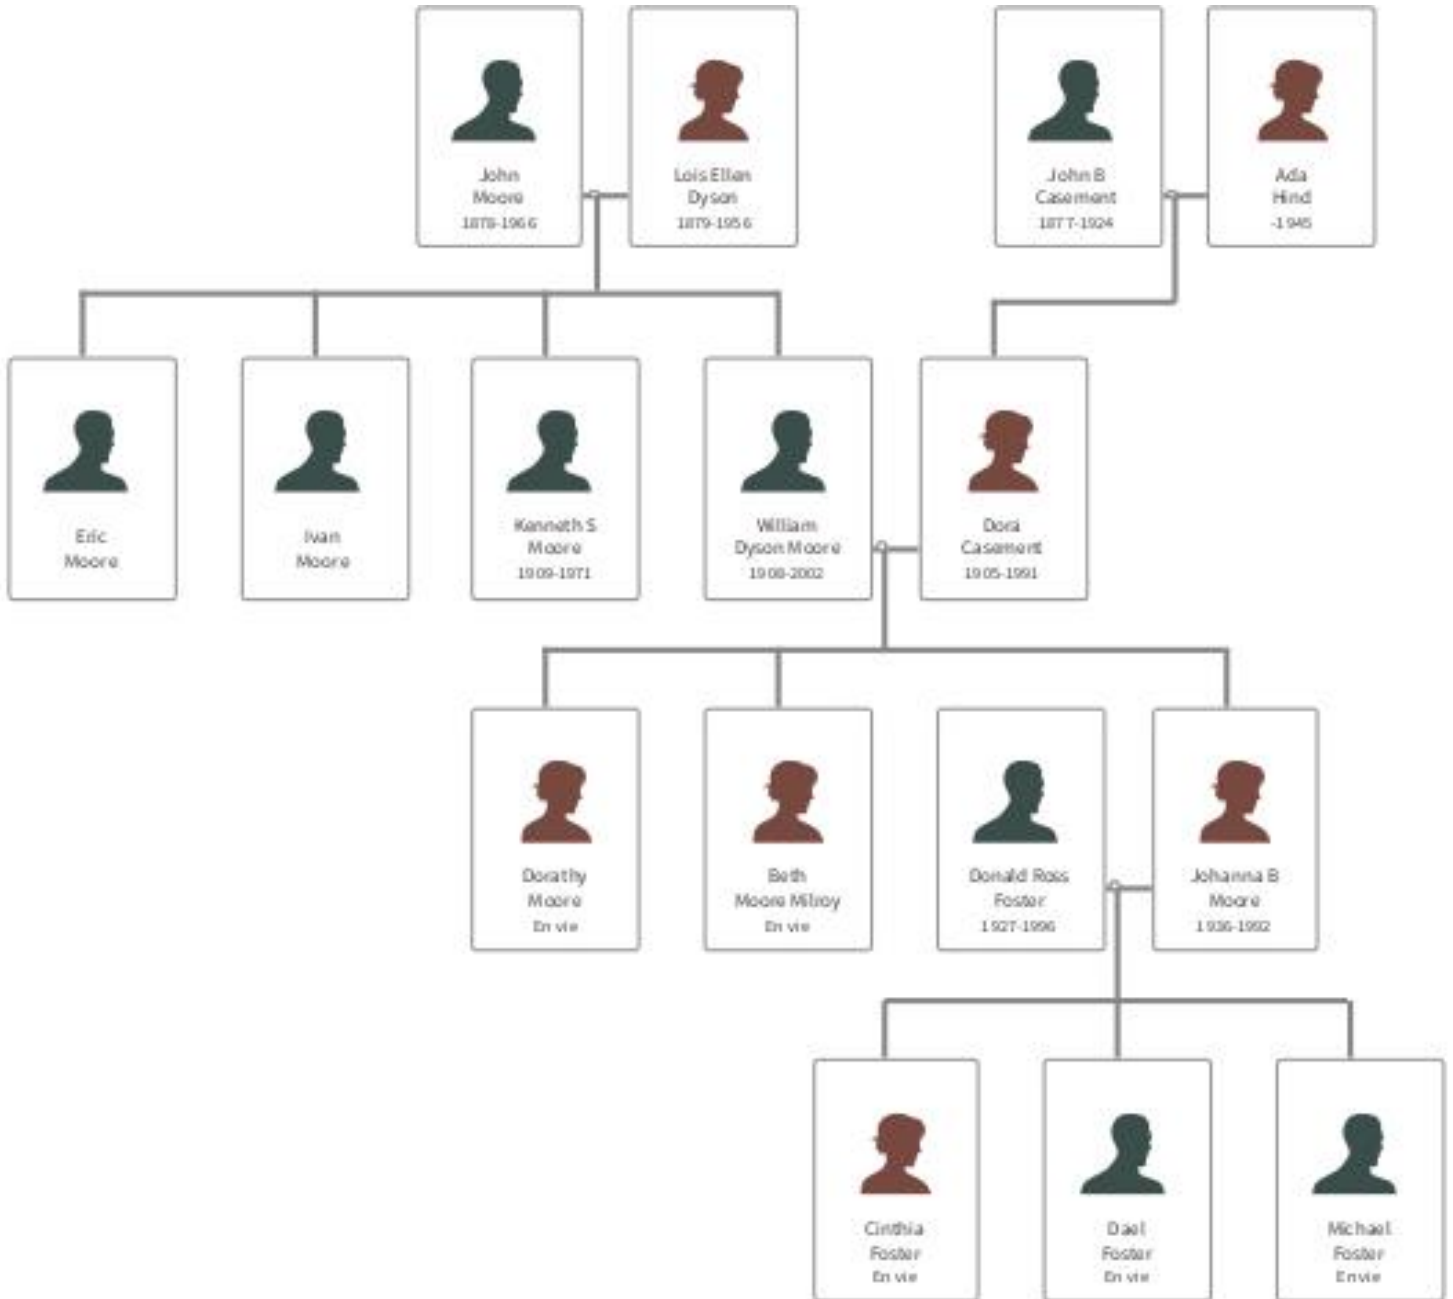 John
Moore
1878-1966
Lois Ellen
Dyson
1879-1956
John B
Casement
1877-1924
Ada
Hind
-1945
Eric
Moore
Ivan
Moore
Kenneth S
Moore
1909-1971
William
Dyson Moore
1908-2002
Dora
Casement
1905-1991
Dorathy
Moore
En vie
Beth
Moore Milroy
En vie
Donald Ross
Foster
1927-1996
Johanna B
Moore
1936-1992
Cinthia
Foster
En vie
Dael
Foster
En vie
Michael
Foster
En vie